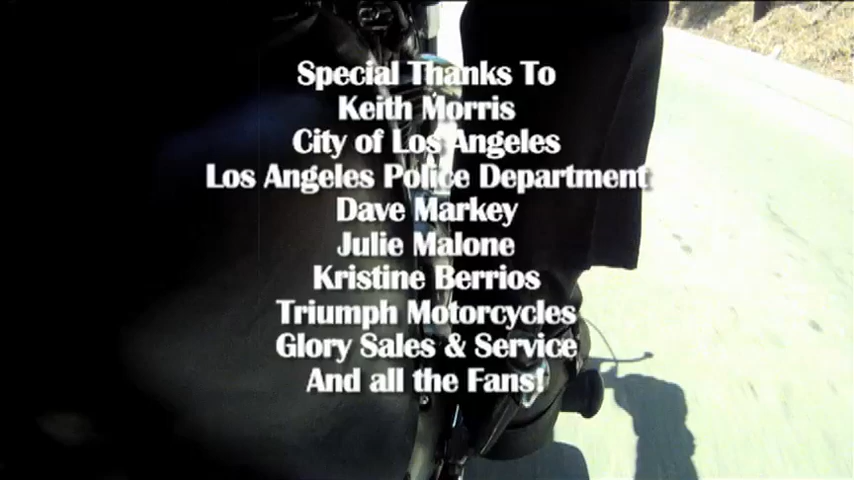 Special Thanks To
Keith Morris
City of Los Angeles
Los Angeles Police Department
Dave Markey
Julie Malone
Kristine Berrios
Triumph Motorcycles
Glory Sales & Service
And all the Fans!